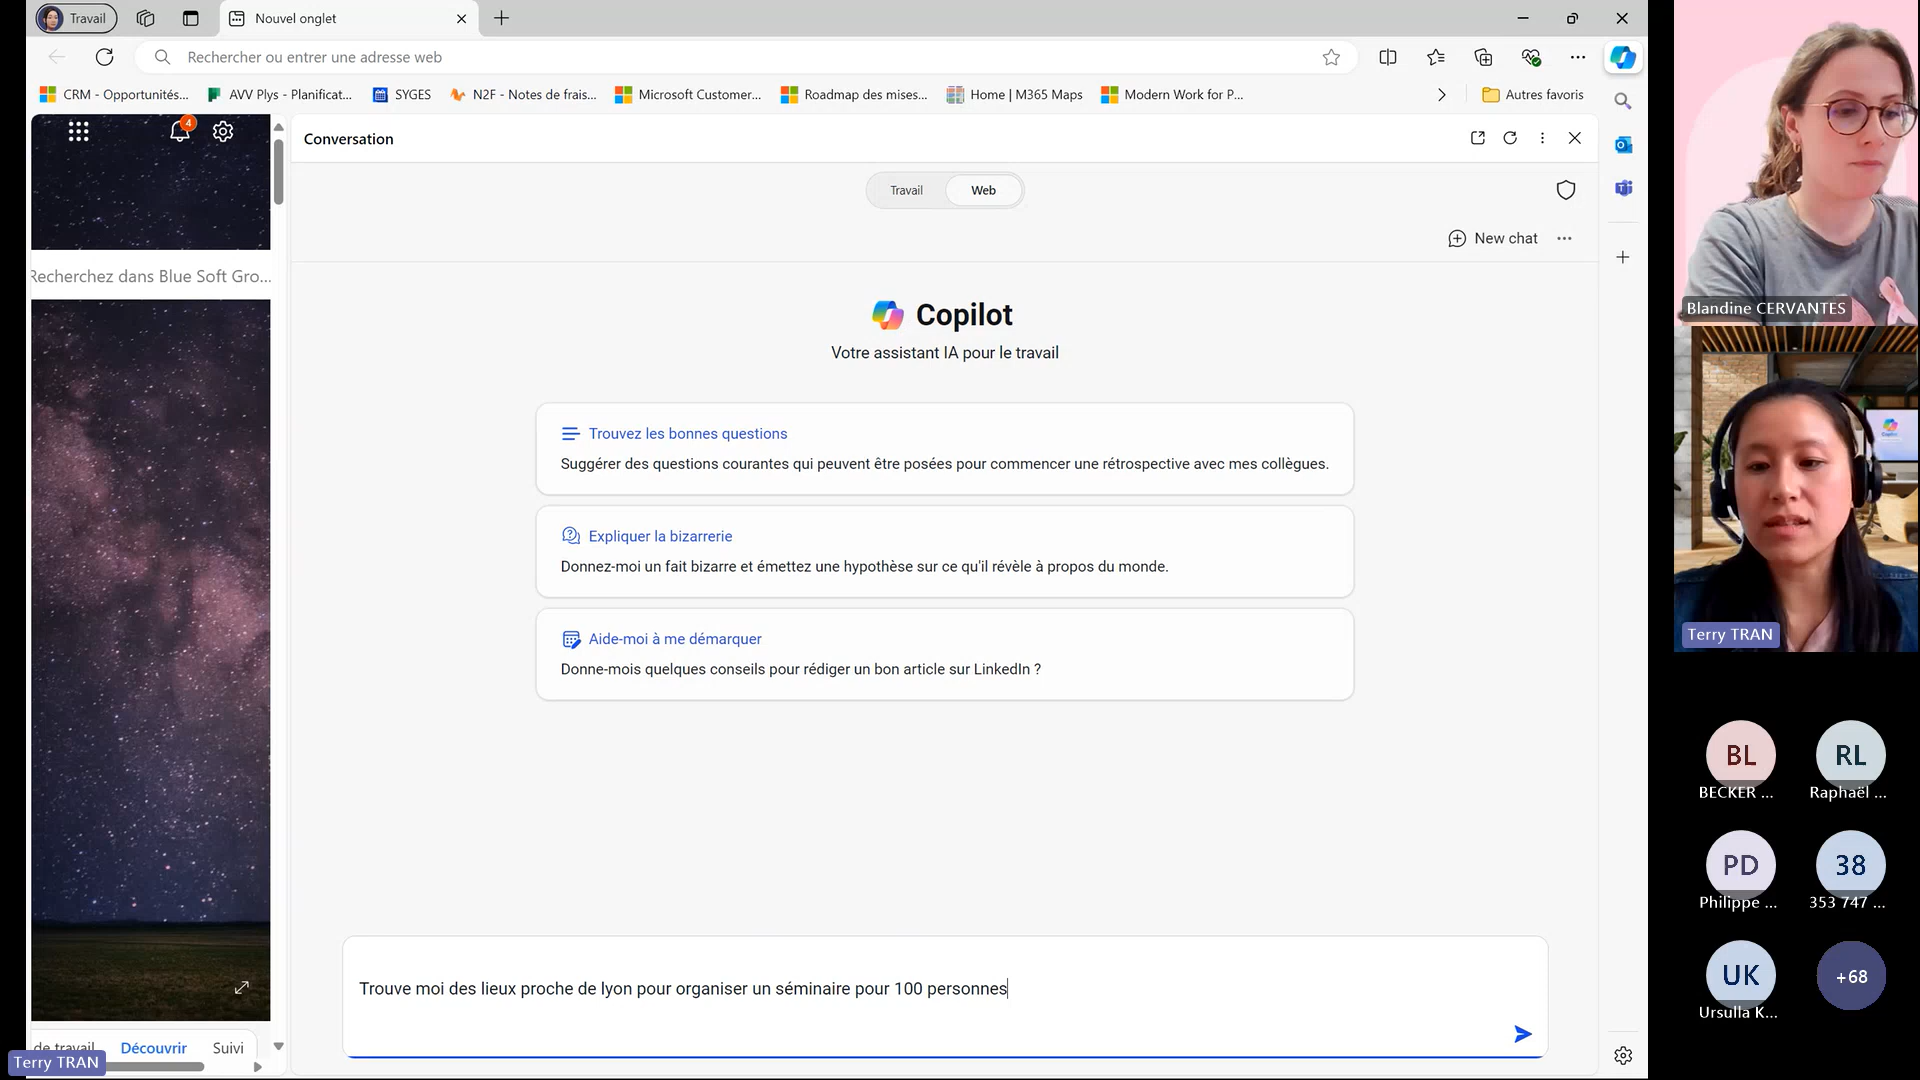 Travail
Nouvel onglet
Rechercher ou entrer une adresse web
CRM - Opportunités...
AVV Plys - Planificat...
SYGES
N2F - Notes de frais...
Microsoft Customer...
Roadmap des mises...
Home | M365 Maps
Modern Work for P...
Autres favoris
4
Recherchez dans Blue Soft Gro...
de travail
Découvrir
Suivi
Terry TRAN
Conversation
Travail
Web
New chat
Copilot
Votre assistant IA pour le travail
Trouvez les bonnes questions
Suggérer des questions courantes qui peuvent être posées pour commencer une rétrospective avec mes collègues.
Expliquer la bizarrerie
Donnez-moi un fait bizarre et émettez une hypothèse sur ce qu'il révèle à propos du monde.
Aide-moi à me démarquer
Donne-mois quelques conseils pour rédiger un bon article sur LinkedIn ?
Trouve moi des lieux proche de lyon pour organiser un séminaire pour 100 personnes
Blandine CERVANTES
Terry TRAN
BL
BECKER ...
RL
Raphaël ...
PD
Philippe ...
38
353 747 ...
UK
Ursulla K...
+68